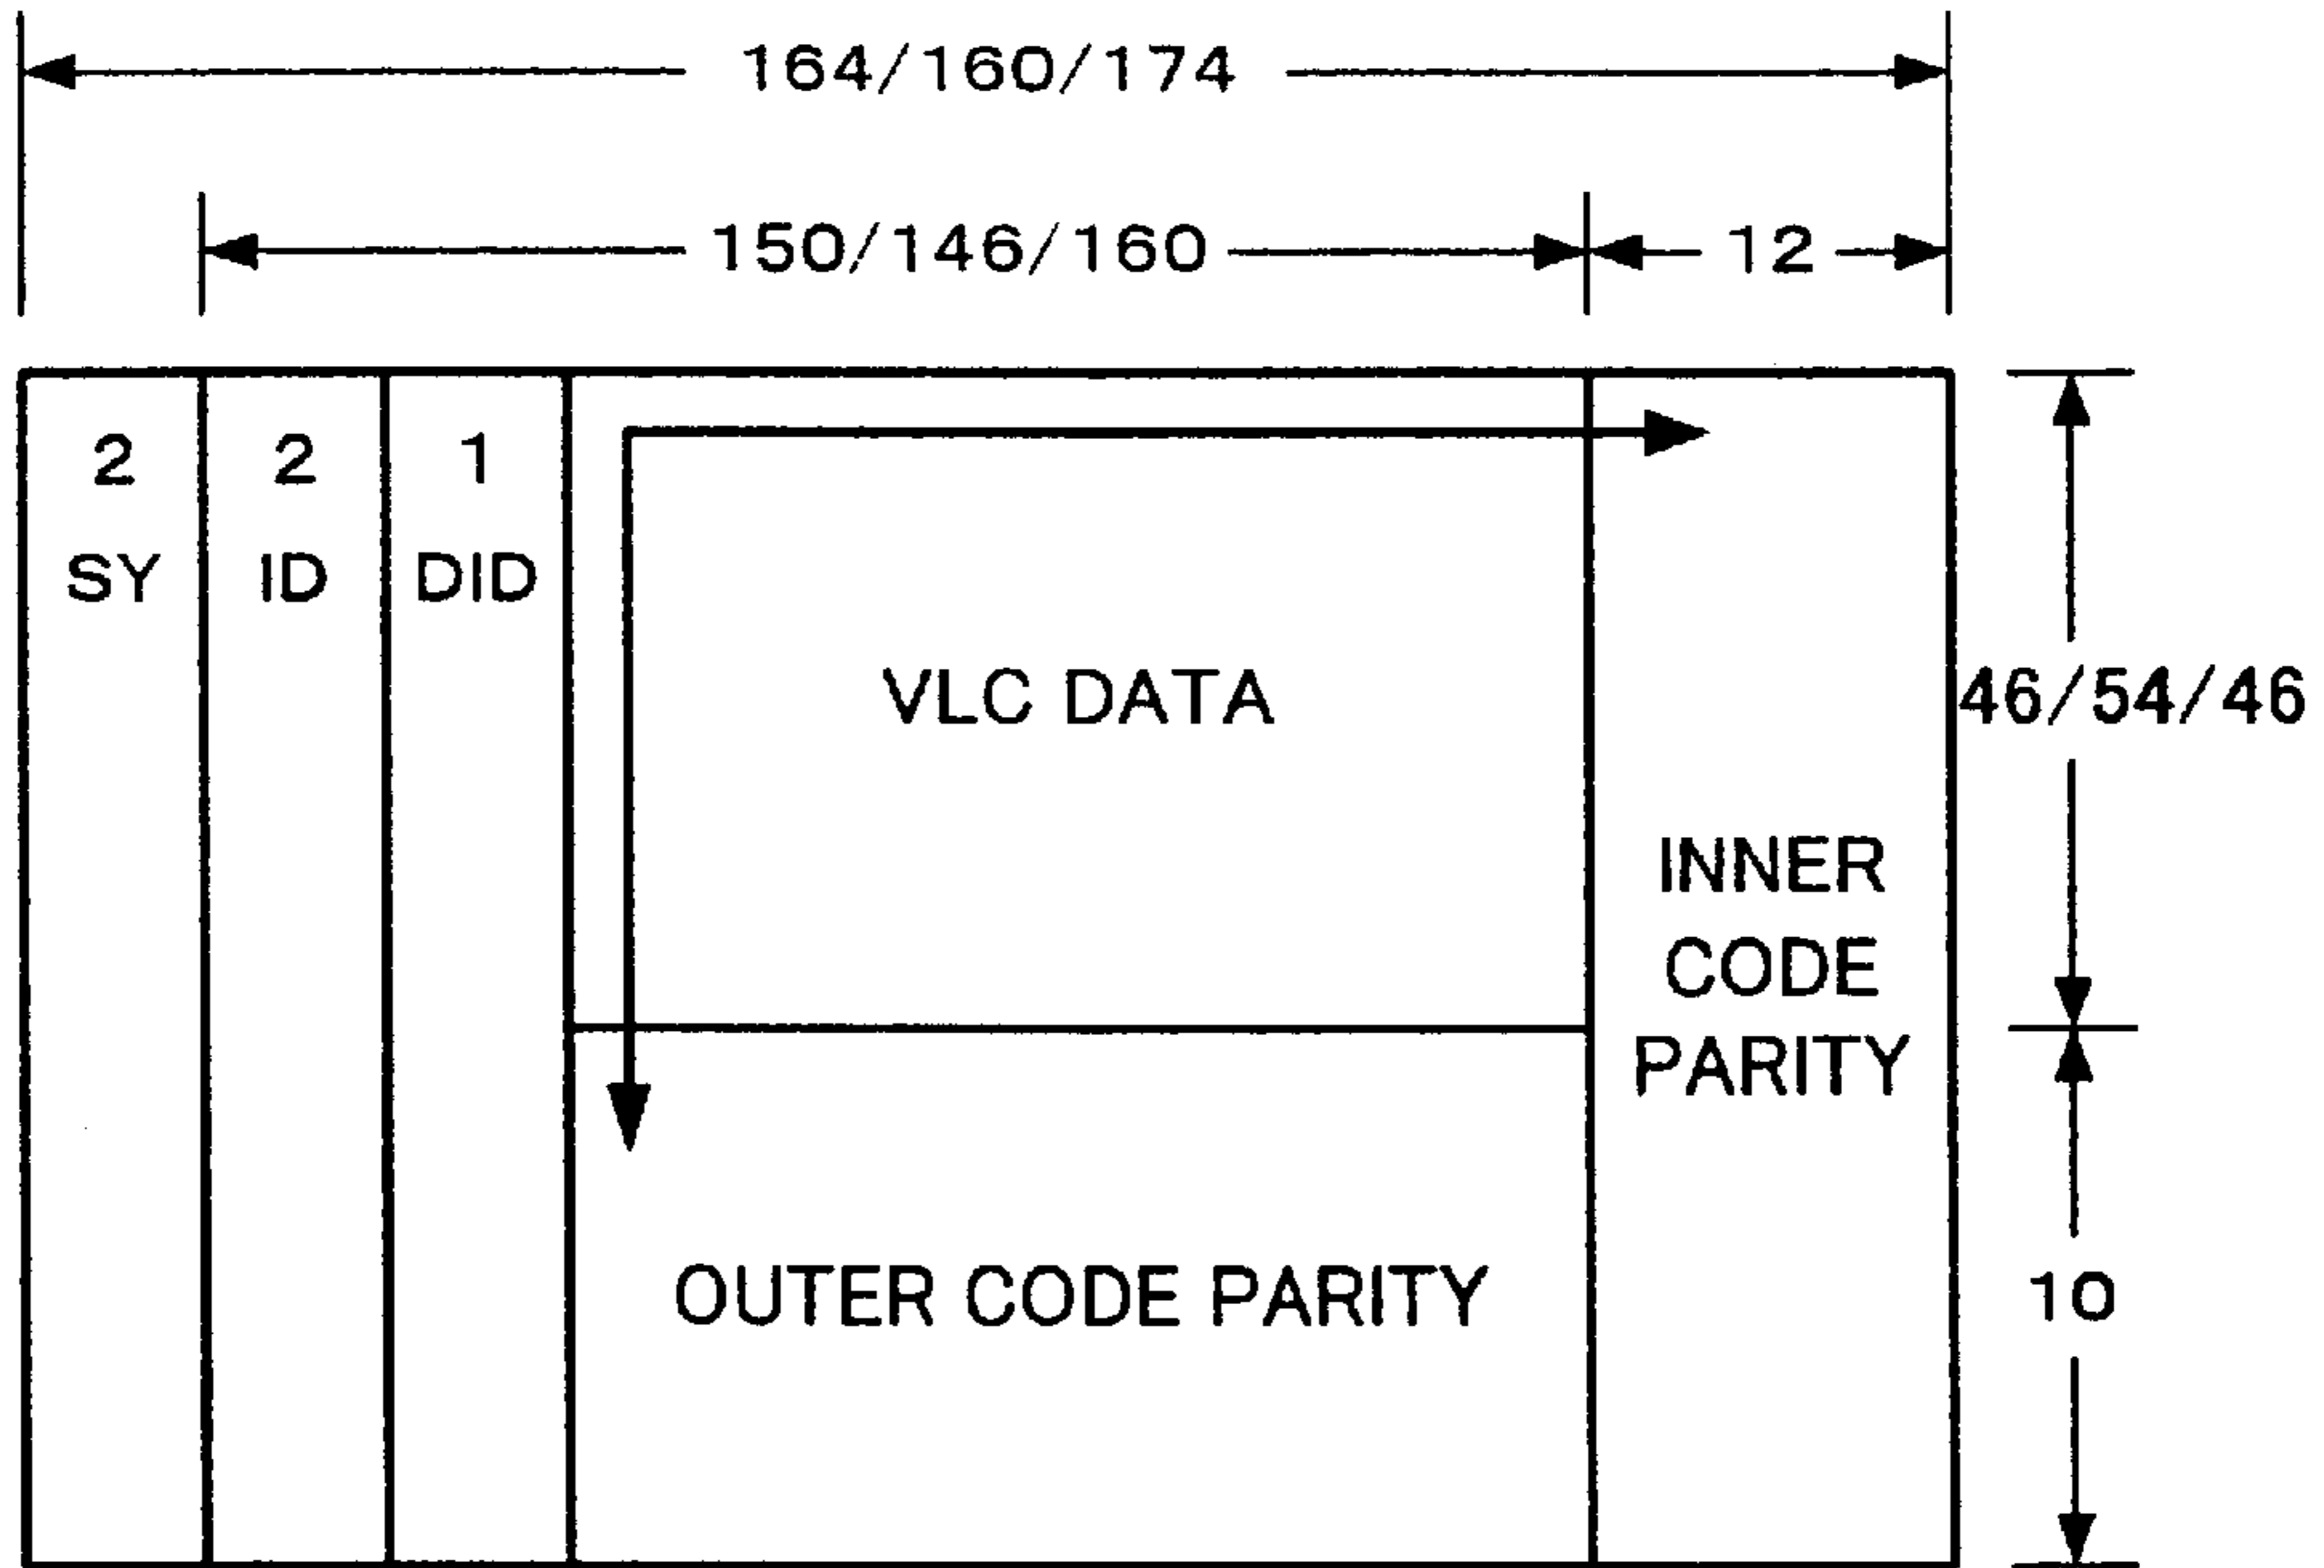 164/160/174
150/146/160
12
2
SY
2
ID
1
DID
VLC DATA
46/54/46
INNER
CODE
PARITY
OUTER CODE PARITY
10